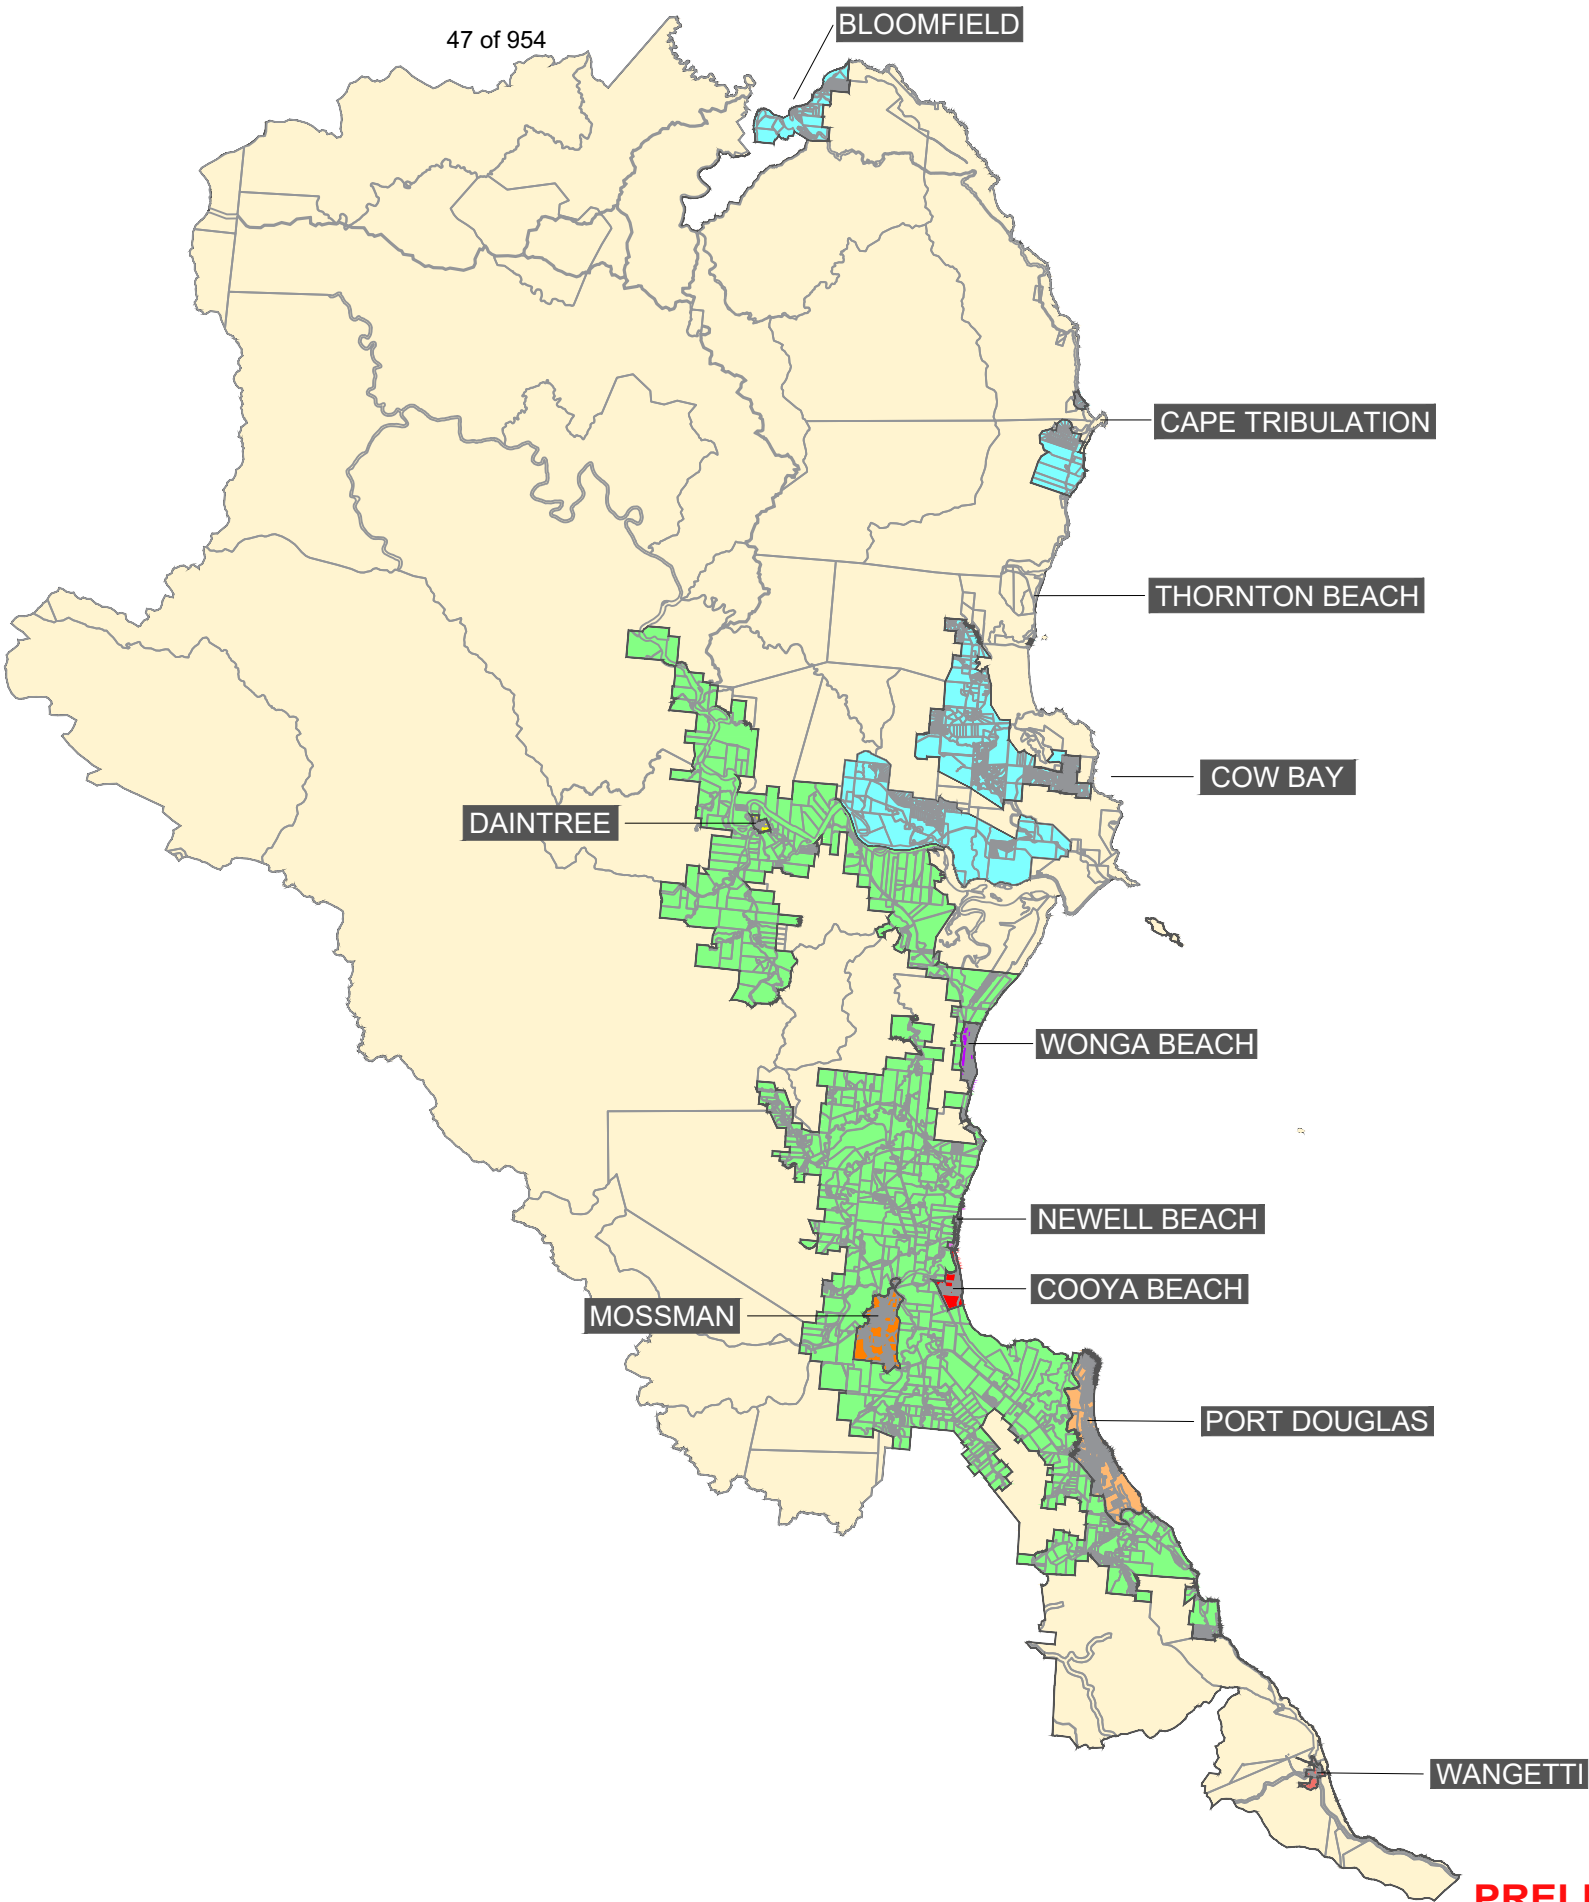 BLOOMFIELD
47 of 954
CAPE TRIBULATION
THORNTON BEACH
COW BAY
DAINTREE
WONGA BEACH
NEWELL BEACH
COOYA BEACH
MOSSMAN
PORT DOUGLAS
WANGETTI